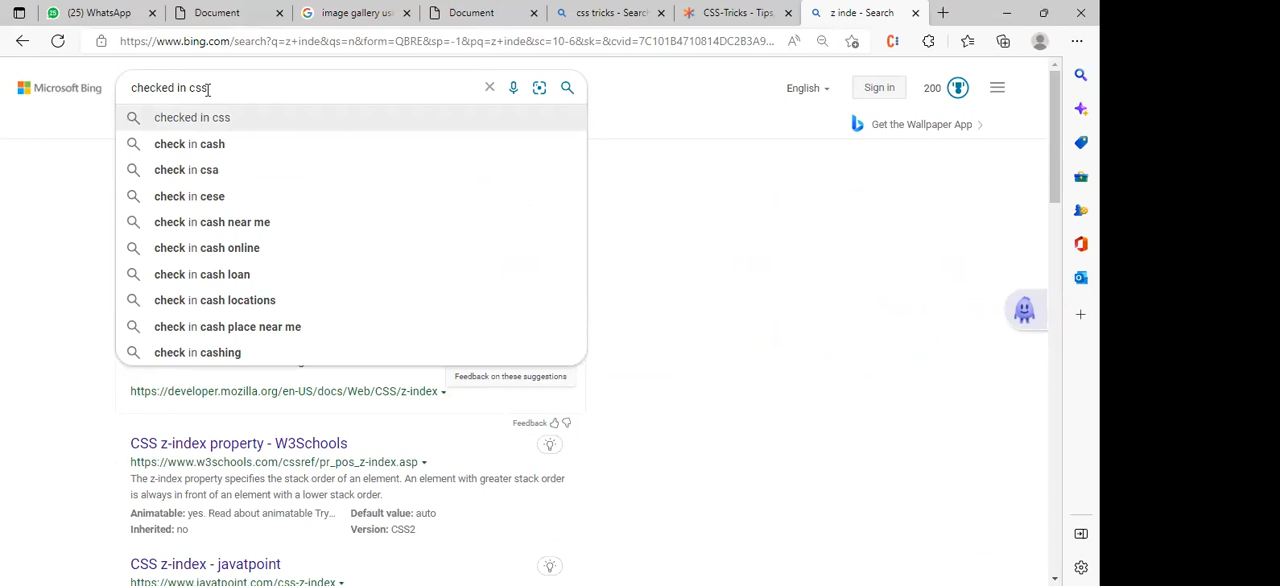 (25) WhatsApp
Document
image gallery usi
Document
css tricks - Search
CSS-Tricks - Tips,
z inde - Search
https://www.bing.com/search?q=z+inde&qs=n&form=QBRE&sp=-1&pq=z+inde&sc=10-6&sk=&cvid=7C101B4710814DC2B3A9...
Microsoft Bing
checked in css
English
Sign in
200
Get the Wallpaper App
checked in css
check in cash
check in csa
check in cese
check in cash near me
check in cash online
check in cash loan
check in cash locations
check in cash place near me
check in cashing
Feedback on these suggestions
https://developer.mozilla.org/en-US/docs/Web/CSS/z-index
Feedback
CSS z-index property - W3Schools
https://www.w3schools.com/cssref/pr_pos_z-index.asp
The z-index property specifies the stack order of an element. An element with greater stack order
is always in front of an element with a lower stack order.
Animatable: yes. Read about animatable Try... Default value: auto
Inherited: no Version: CSS2
CSS z-index - javatpoint
https://www.javatpoint.com/css-z-index